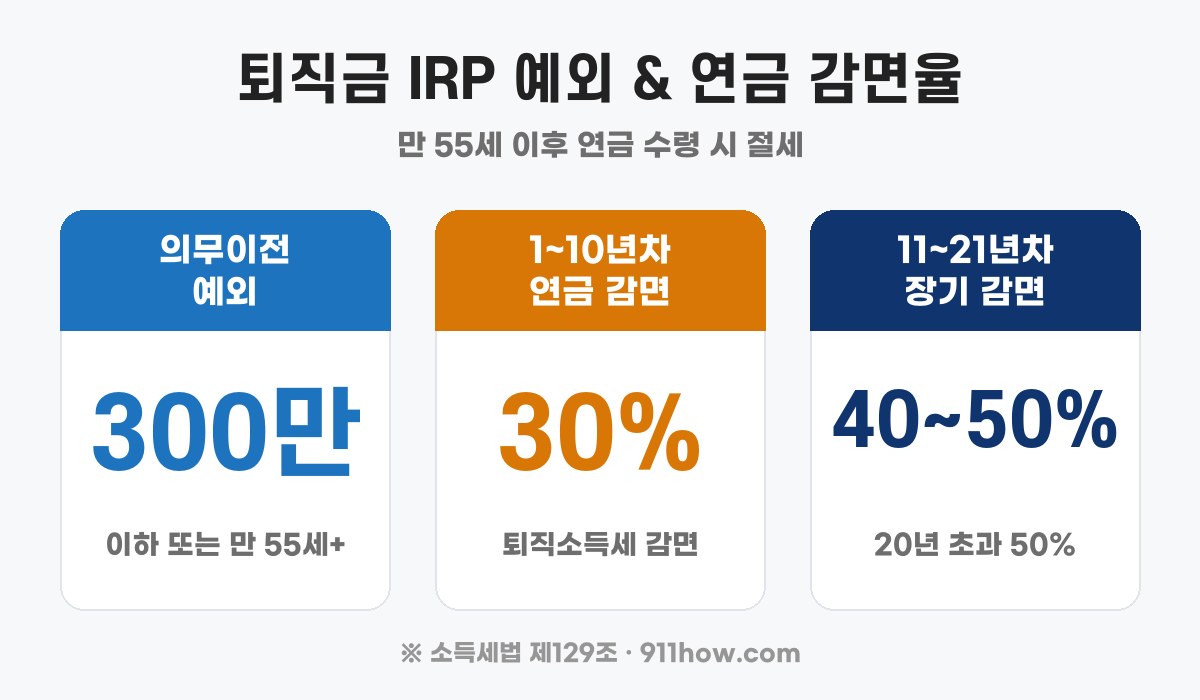 퇴직금 IRP 예외 & 연금 감면율
만 55세 이후 연금 수령 시 절세
의무이전
예외
300만
이하 또는 만 55세+
1~10년차
연금 감면
30%
퇴직소득세 감면
11~21년차
장기 감면
40~50%
20년 초과 50%
※ 소득세법 제129조 · 911how.com